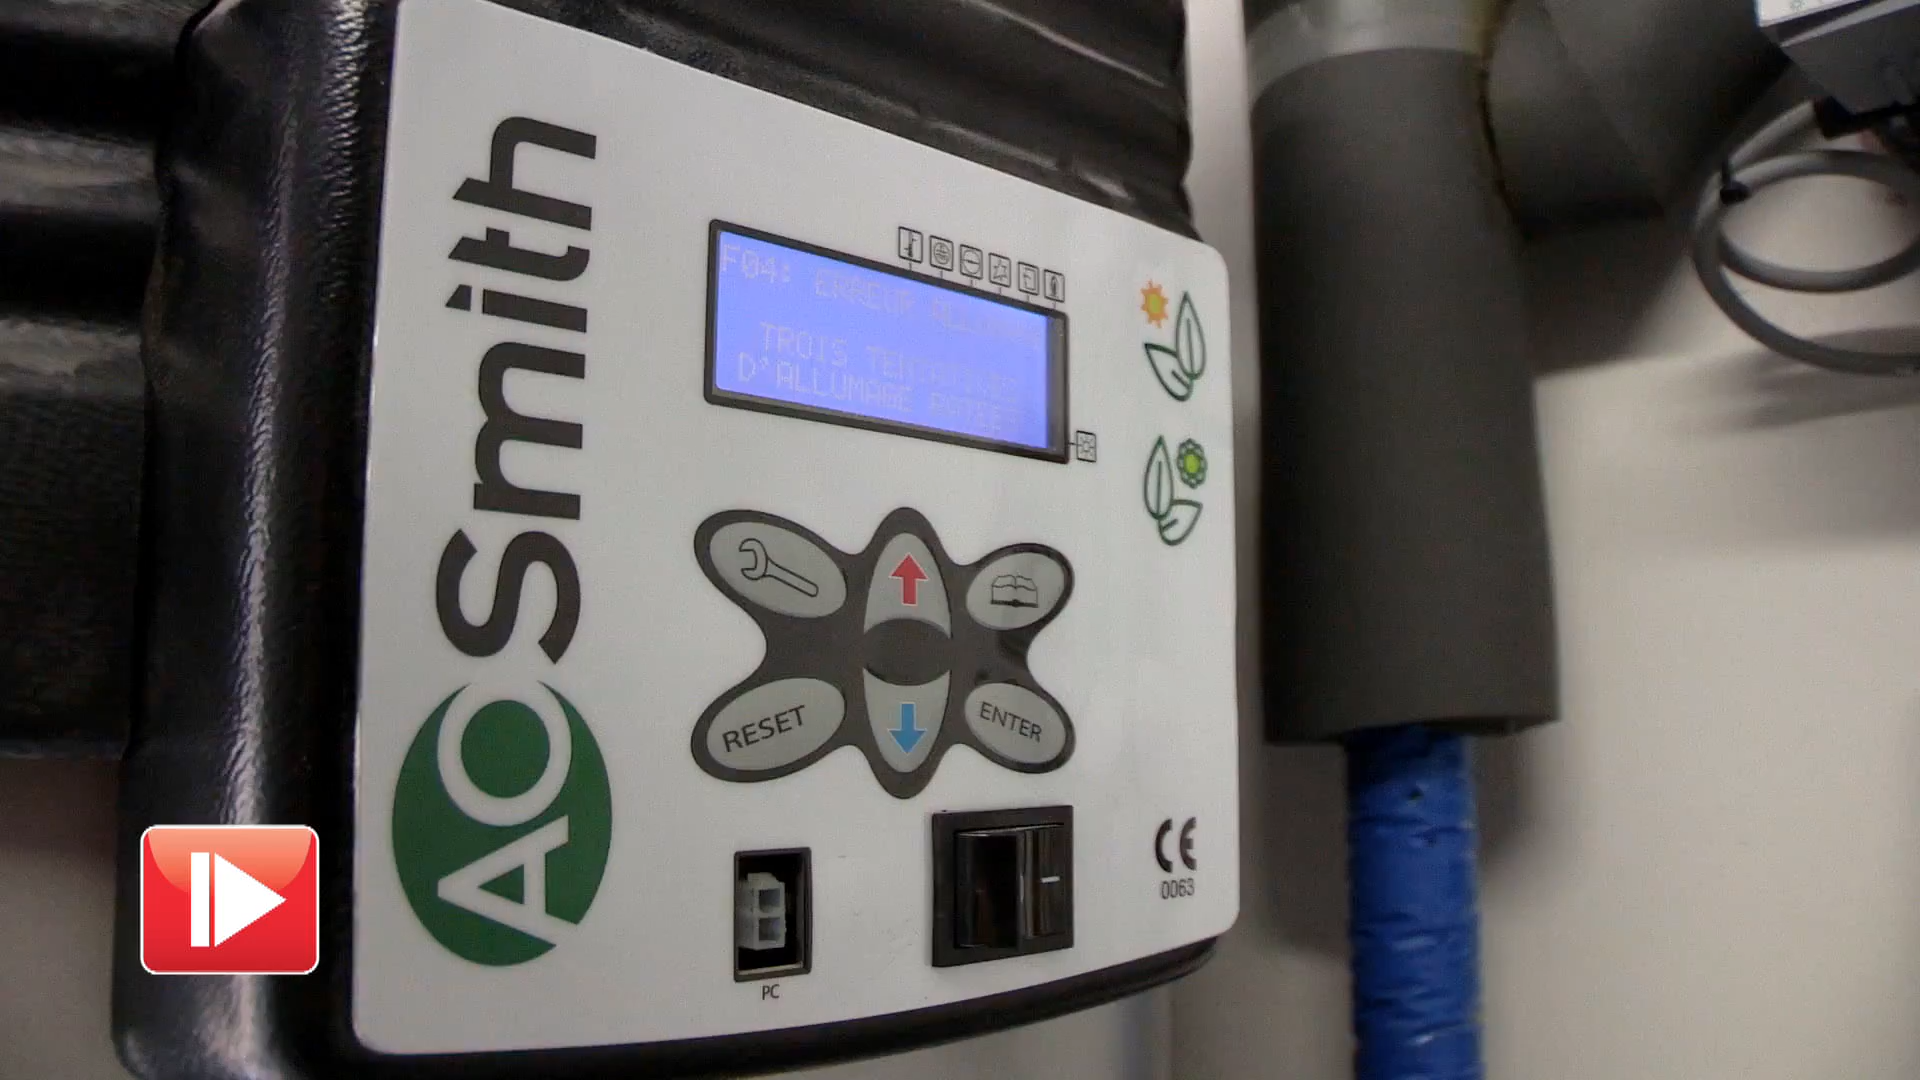 AOSmith
F04: ERREUR ALLUMAGE
TROIS TENTATIVES
D'ALLUMAGE RATEES
RESET
ENTER
PC
CE
0063